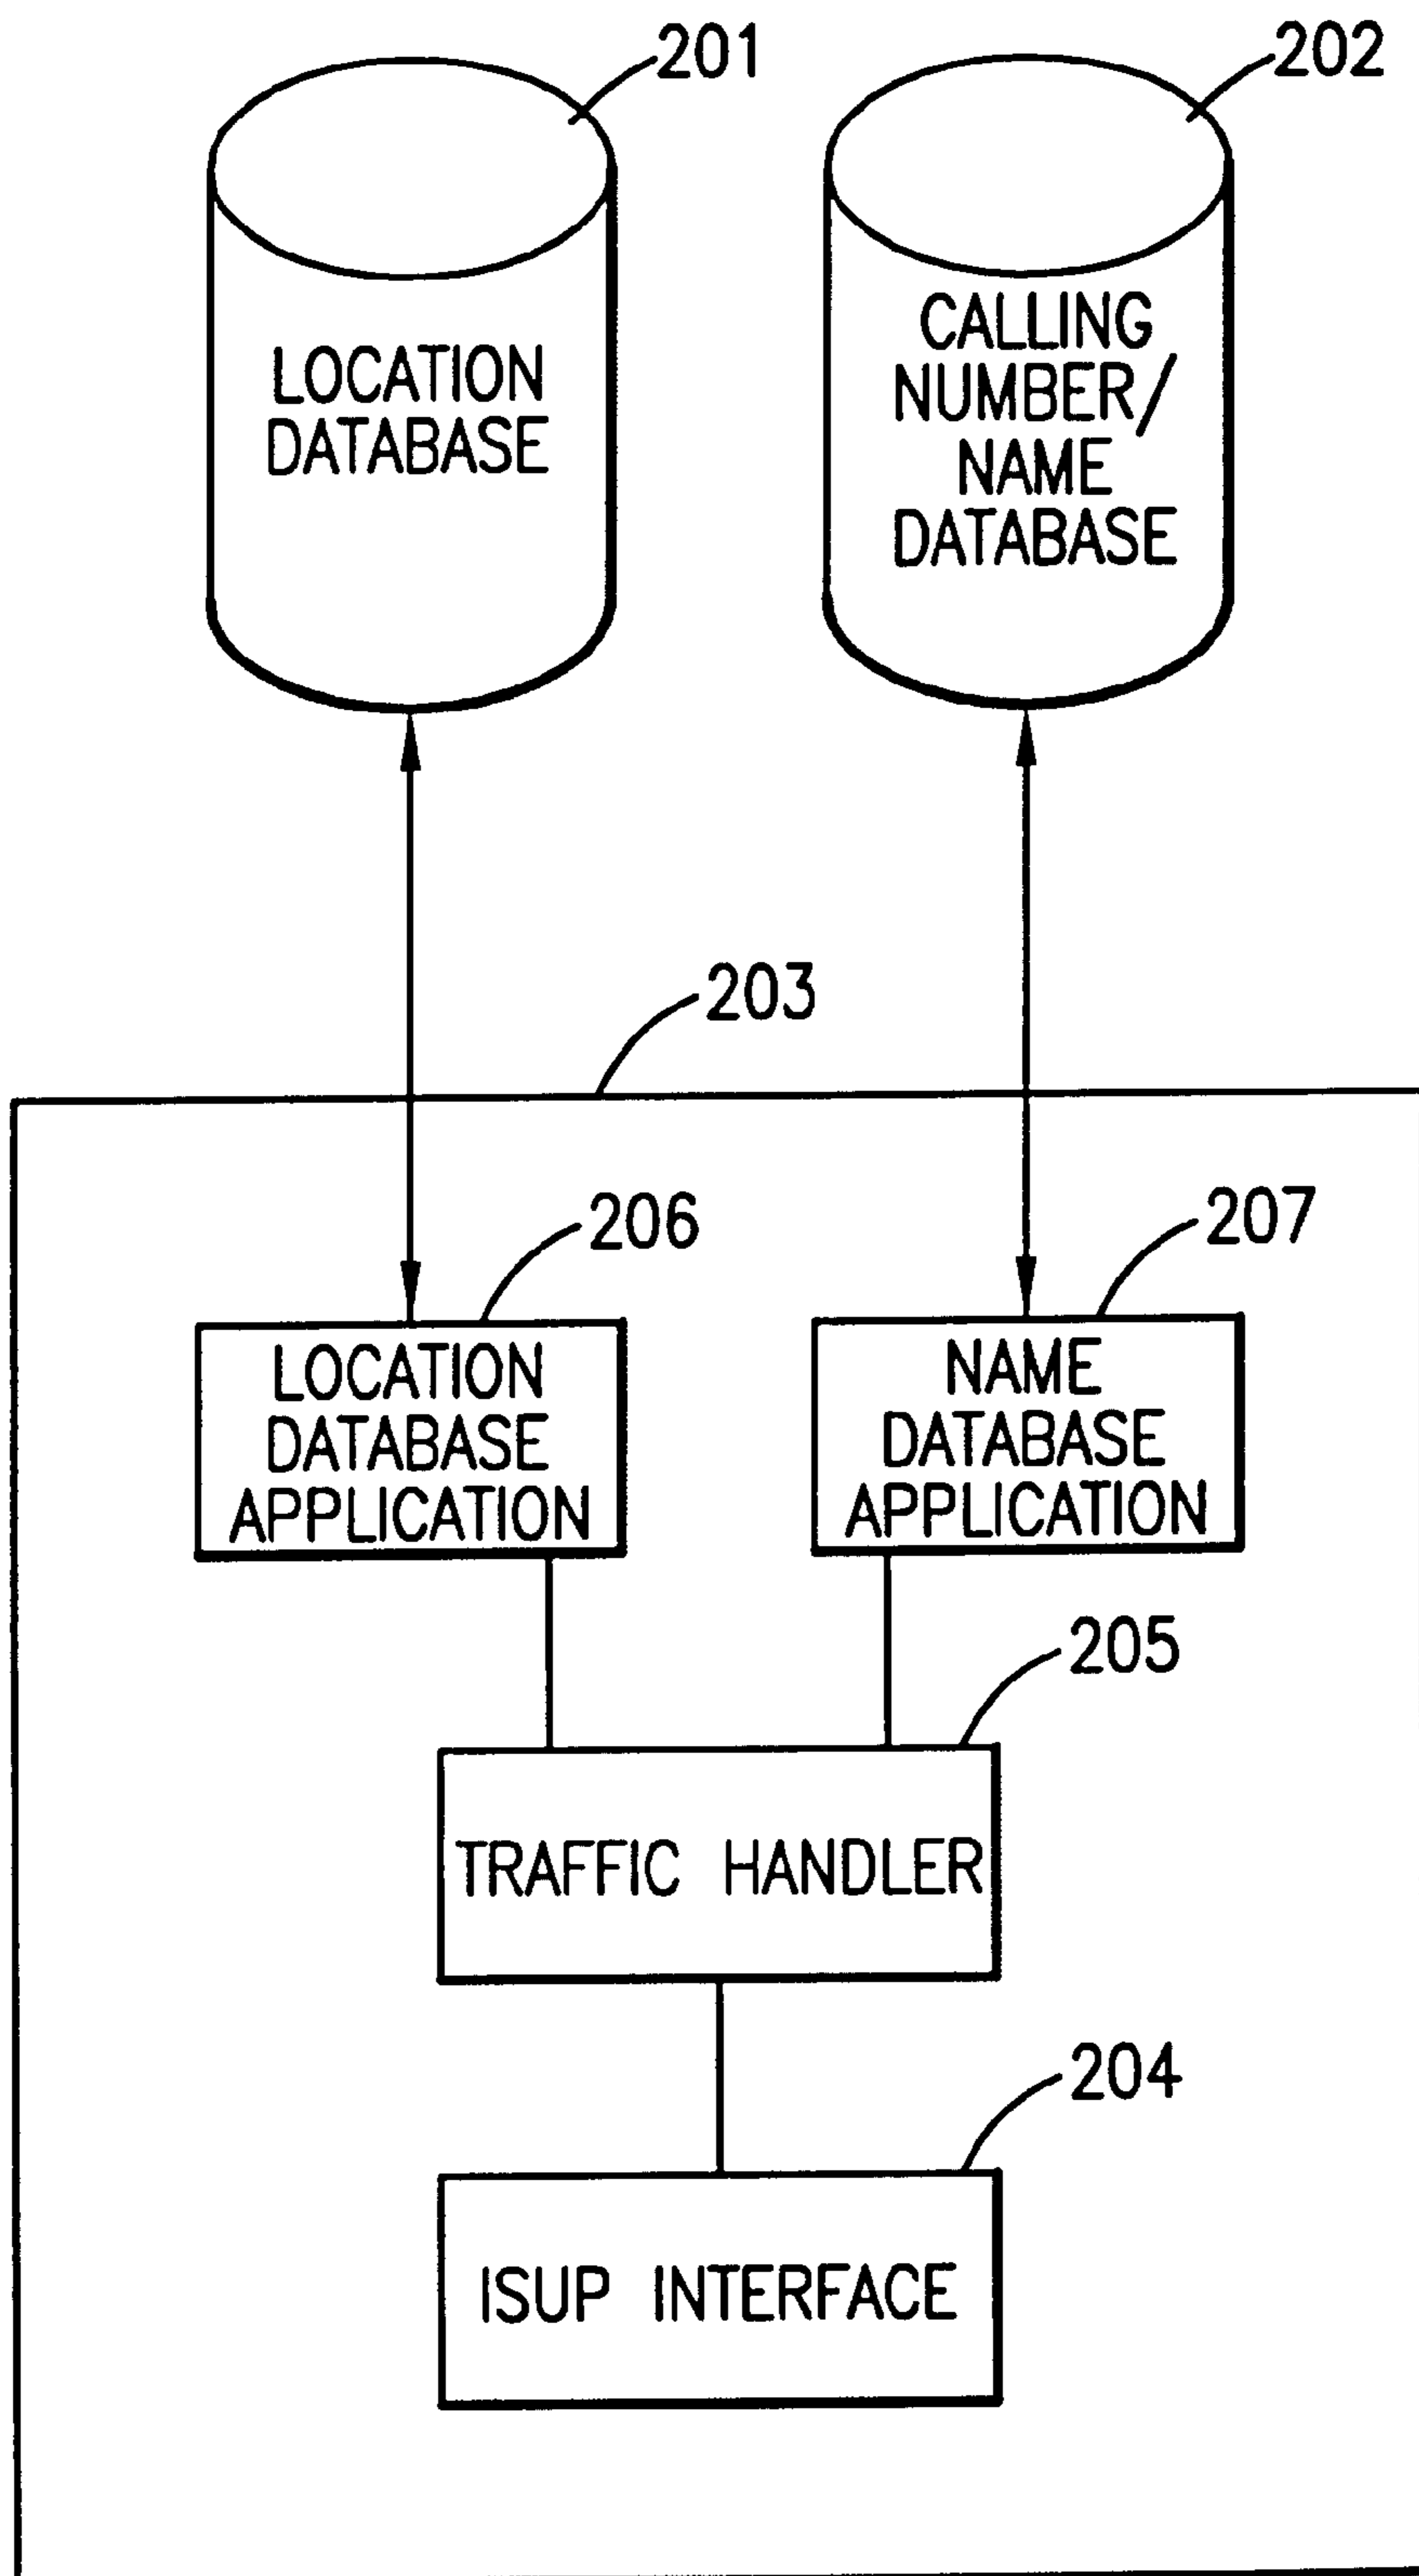 201
202
LOCATION
DATABASE
CALLING
NUMBER/
NAME
DATABASE
203
206
207
LOCATION
DATABASE
APPLICATION
NAME
DATABASE
APPLICATION
205
TRAFFIC HANDLER
204
ISUP INTERFACE